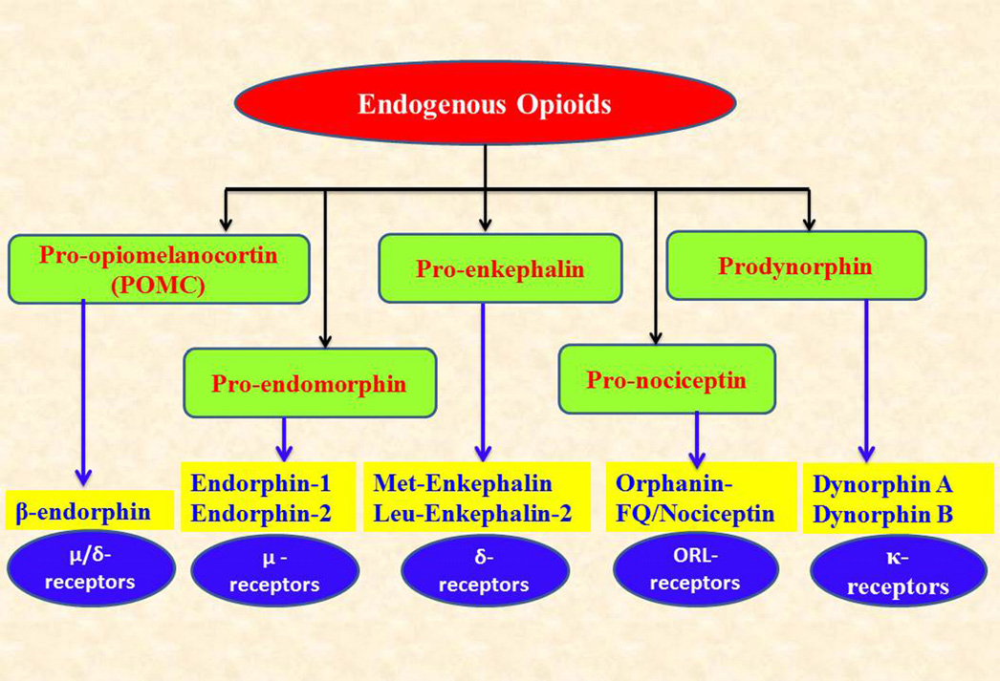 Endogenous Opioids
Pro-opiomelanocortin
(POMC)
Pro-enkephalin
Prodynorphin
Pro-endomorphin
Pro-nociceptin
β-endorphin
Endorphin-1
Endorphin-2
Met-Enkephalin
Leu-Enkephalin-2
Orphanin-
FQ/Nociceptin
Dynorphin A
Dynorphin B
μ/δ-
receptors
μ -
receptors
δ-
receptors
ORL-
receptors
κ-
receptors